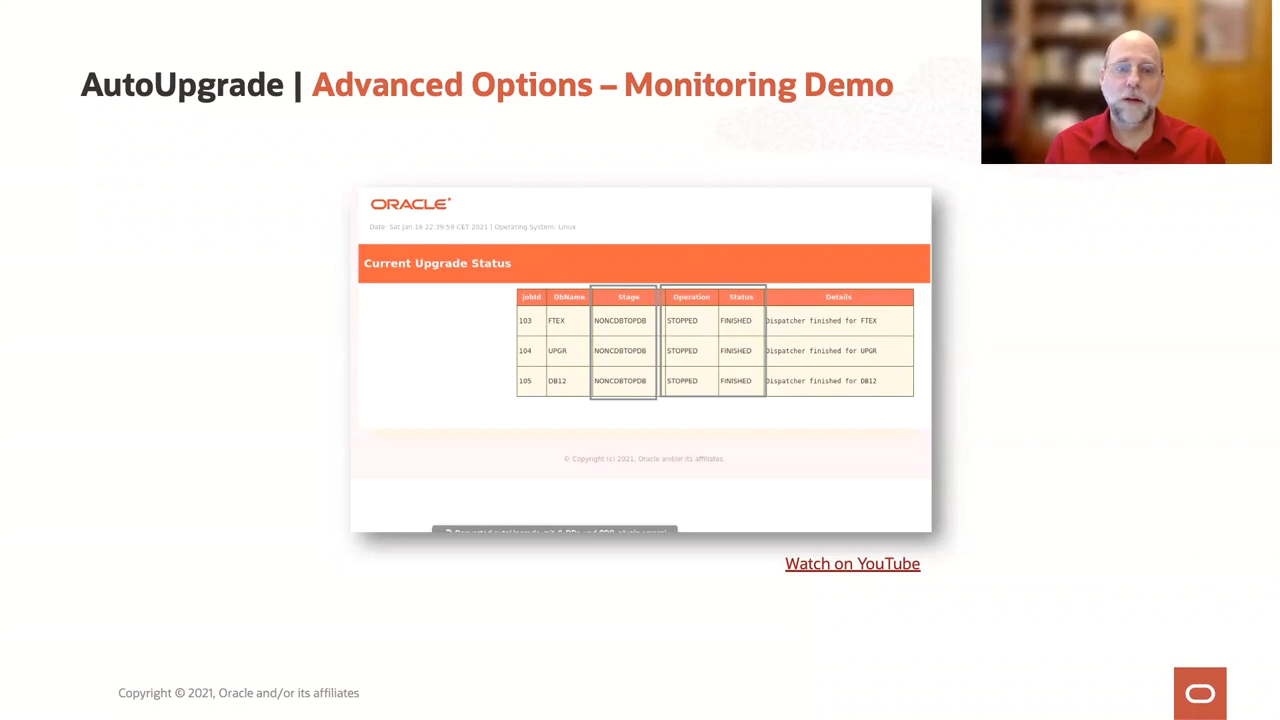 AutoUpgrade | Advanced Options – Monitoring Demo
ORACLE
Date: Sat Jan 16 22:39:59 CET 2021 | Operating System: Linux
Current Upgrade Status
jobId DbName Stage Operation Status Details
103 FTEX NONCDBTOPDB STOPPED FINISHED Dispatcher finished for FTEX
104 UPGR NONCDBTOPDB STOPPED FINISHED Dispatcher finished for UPGR
105 DB12 NONCDBTOPDB STOPPED FINISHED Dispatcher finished for DB12
© Copyright (c) 2021, Oracle and/or its affiliates.
Watch on YouTube
Copyright © 2021, Oracle and/or its affiliates